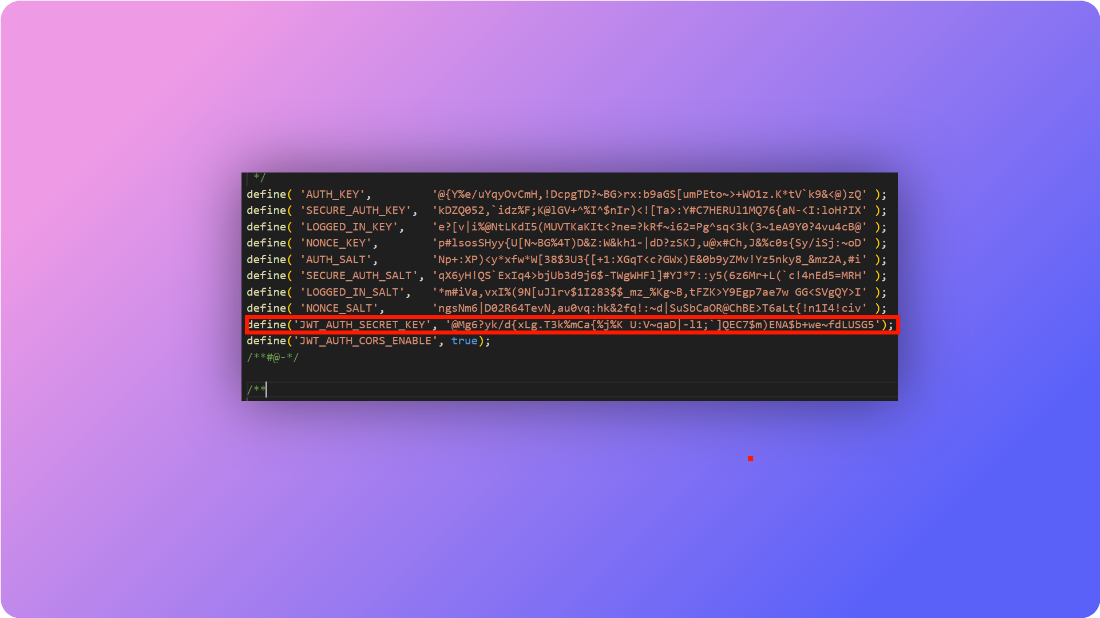 */
define( 'AUTH_KEY', '@{Y%e/uYqyOvCmH,!DcpgTD?~BG>rx:b9aGS[umPEto~>+WO1z.K*tV`k9&<@)zQ' );
define( 'SECURE_AUTH_KEY', 'kDZQ052,`idz%F;K@lGV+^%I^$nIr)<![Ta>:Y#C7HERUl1MQ76{aN-<I:loH?IX' );
define( 'LOGGED_IN_KEY', 'e?[v|i%@NtLKdI5(MUVTKaKIt<?ne=?kRf~i62=Pg^sq<3k(3~1eA9Y0?4vu4cB@' );
define( 'NONCE_KEY', 'p#lsosSHyy{U[N~BG%4T)D&Z:W&kh1-|dD?zSKJ,u@x#Ch,J&%c0s{Sy/iSj:~oD' );
define( 'AUTH_SALT', 'Np+:XP)<y*xfw*W[38$3U3{[+1:XGqT<c?GWx)E&0b9yZMv!Yz5nky8_&mz2A,#i' );
define( 'SECURE_AUTH_SALT', 'qX6yH!QS`ExIq4>bjUb3d9j6$-TWgWHFl]#YJ*7::y5(6z6Mr+L(`c!4nEd5=MRH' );
define( 'LOGGED_IN_SALT', '*m#iVa,vxI%(9N[uJlrv$1I283$$_mz_%Kg~B,tFZK>Y9Egp7ae7w GG<SVgQY>I' );
define( 'NONCE_SALT', 'ngsNm6|D02R64TevN,au0vq:hk&2fq!:~d|SuSbCaOR@ChBE>T6aLt{!n1I4!civ' );
define('JWT_AUTH_SECRET_KEY', '@Mg6?yk/d{xLg.T3k%mCa{%j%K U:V~qaD|-l1;`]QEC7$m)ENA$b+we~fdLUSG5');
define('JWT_AUTH_CORS_ENABLE', true);
/**#@-*/
/**